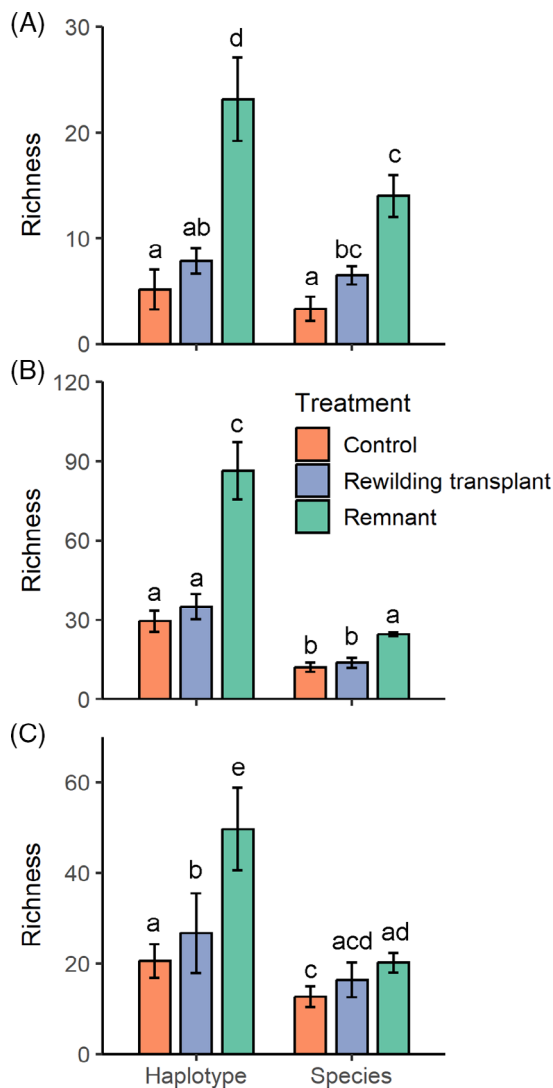 (A)
30
20
10
0
Richness
a
ab
d
a
bc
c
(B)
120
90
60
30
0
Richness
a
a
c
b
b
a
Treatment
Control
Rewilding transplant
Remnant
(C)
60
40
20
0
Richness
a
b
e
c
acd
ad
Haplotype
Species